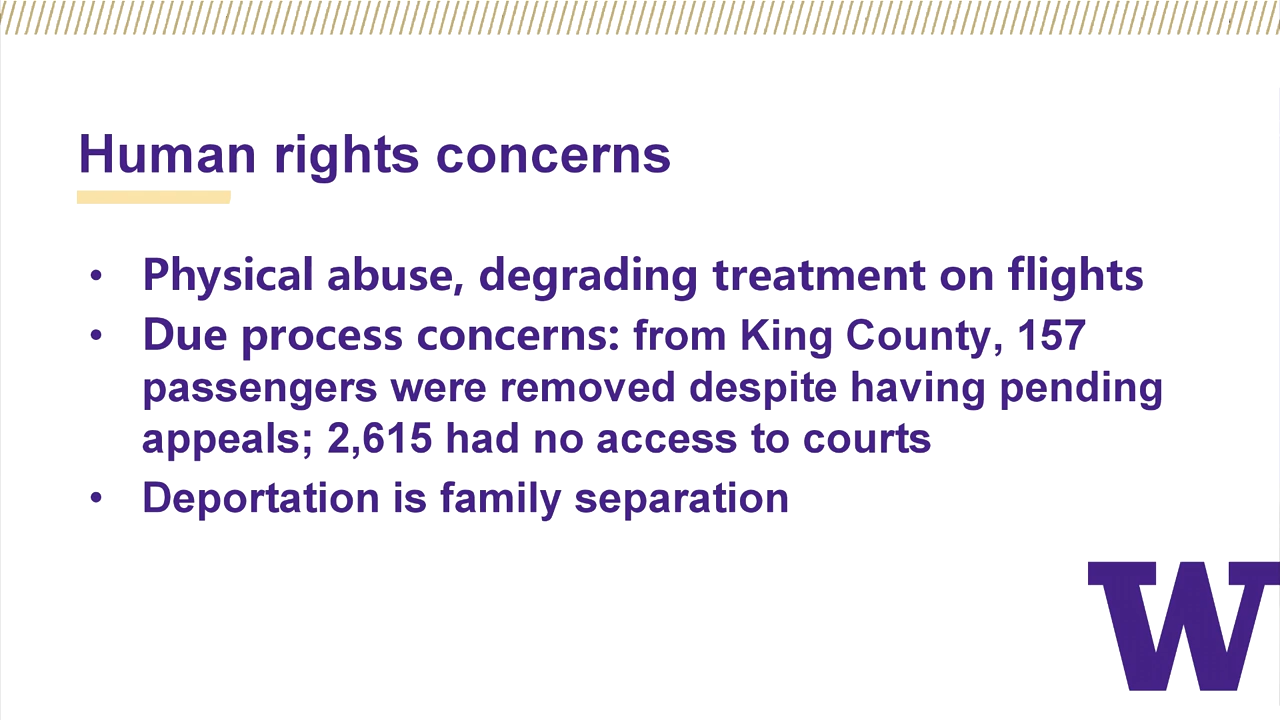 Human rights concerns
• Physical abuse, degrading treatment on flights
• Due process concerns: from King County, 157
passengers were removed despite having pending
appeals; 2,615 had no access to courts
• Deportation is family separation
W